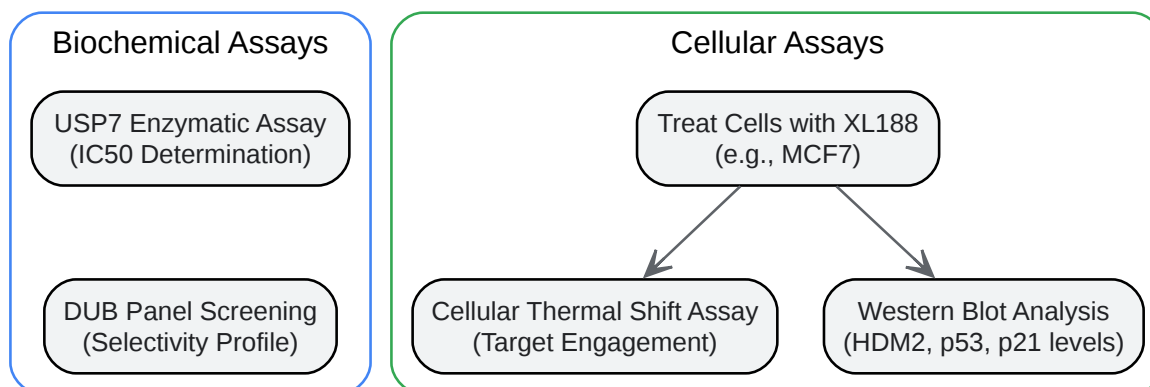 Biochemical Assays
USP7 Enzymatic Assay
(IC50 Determination)
DUB Panel Screening
(Selectivity Profile)
Cellular Assays
Treat Cells with XL188
(e.g., MCF7)
Cellular Thermal Shift Assay
(Target Engagement)
Western Blot Analysis
(HDM2, p53, p21 levels)